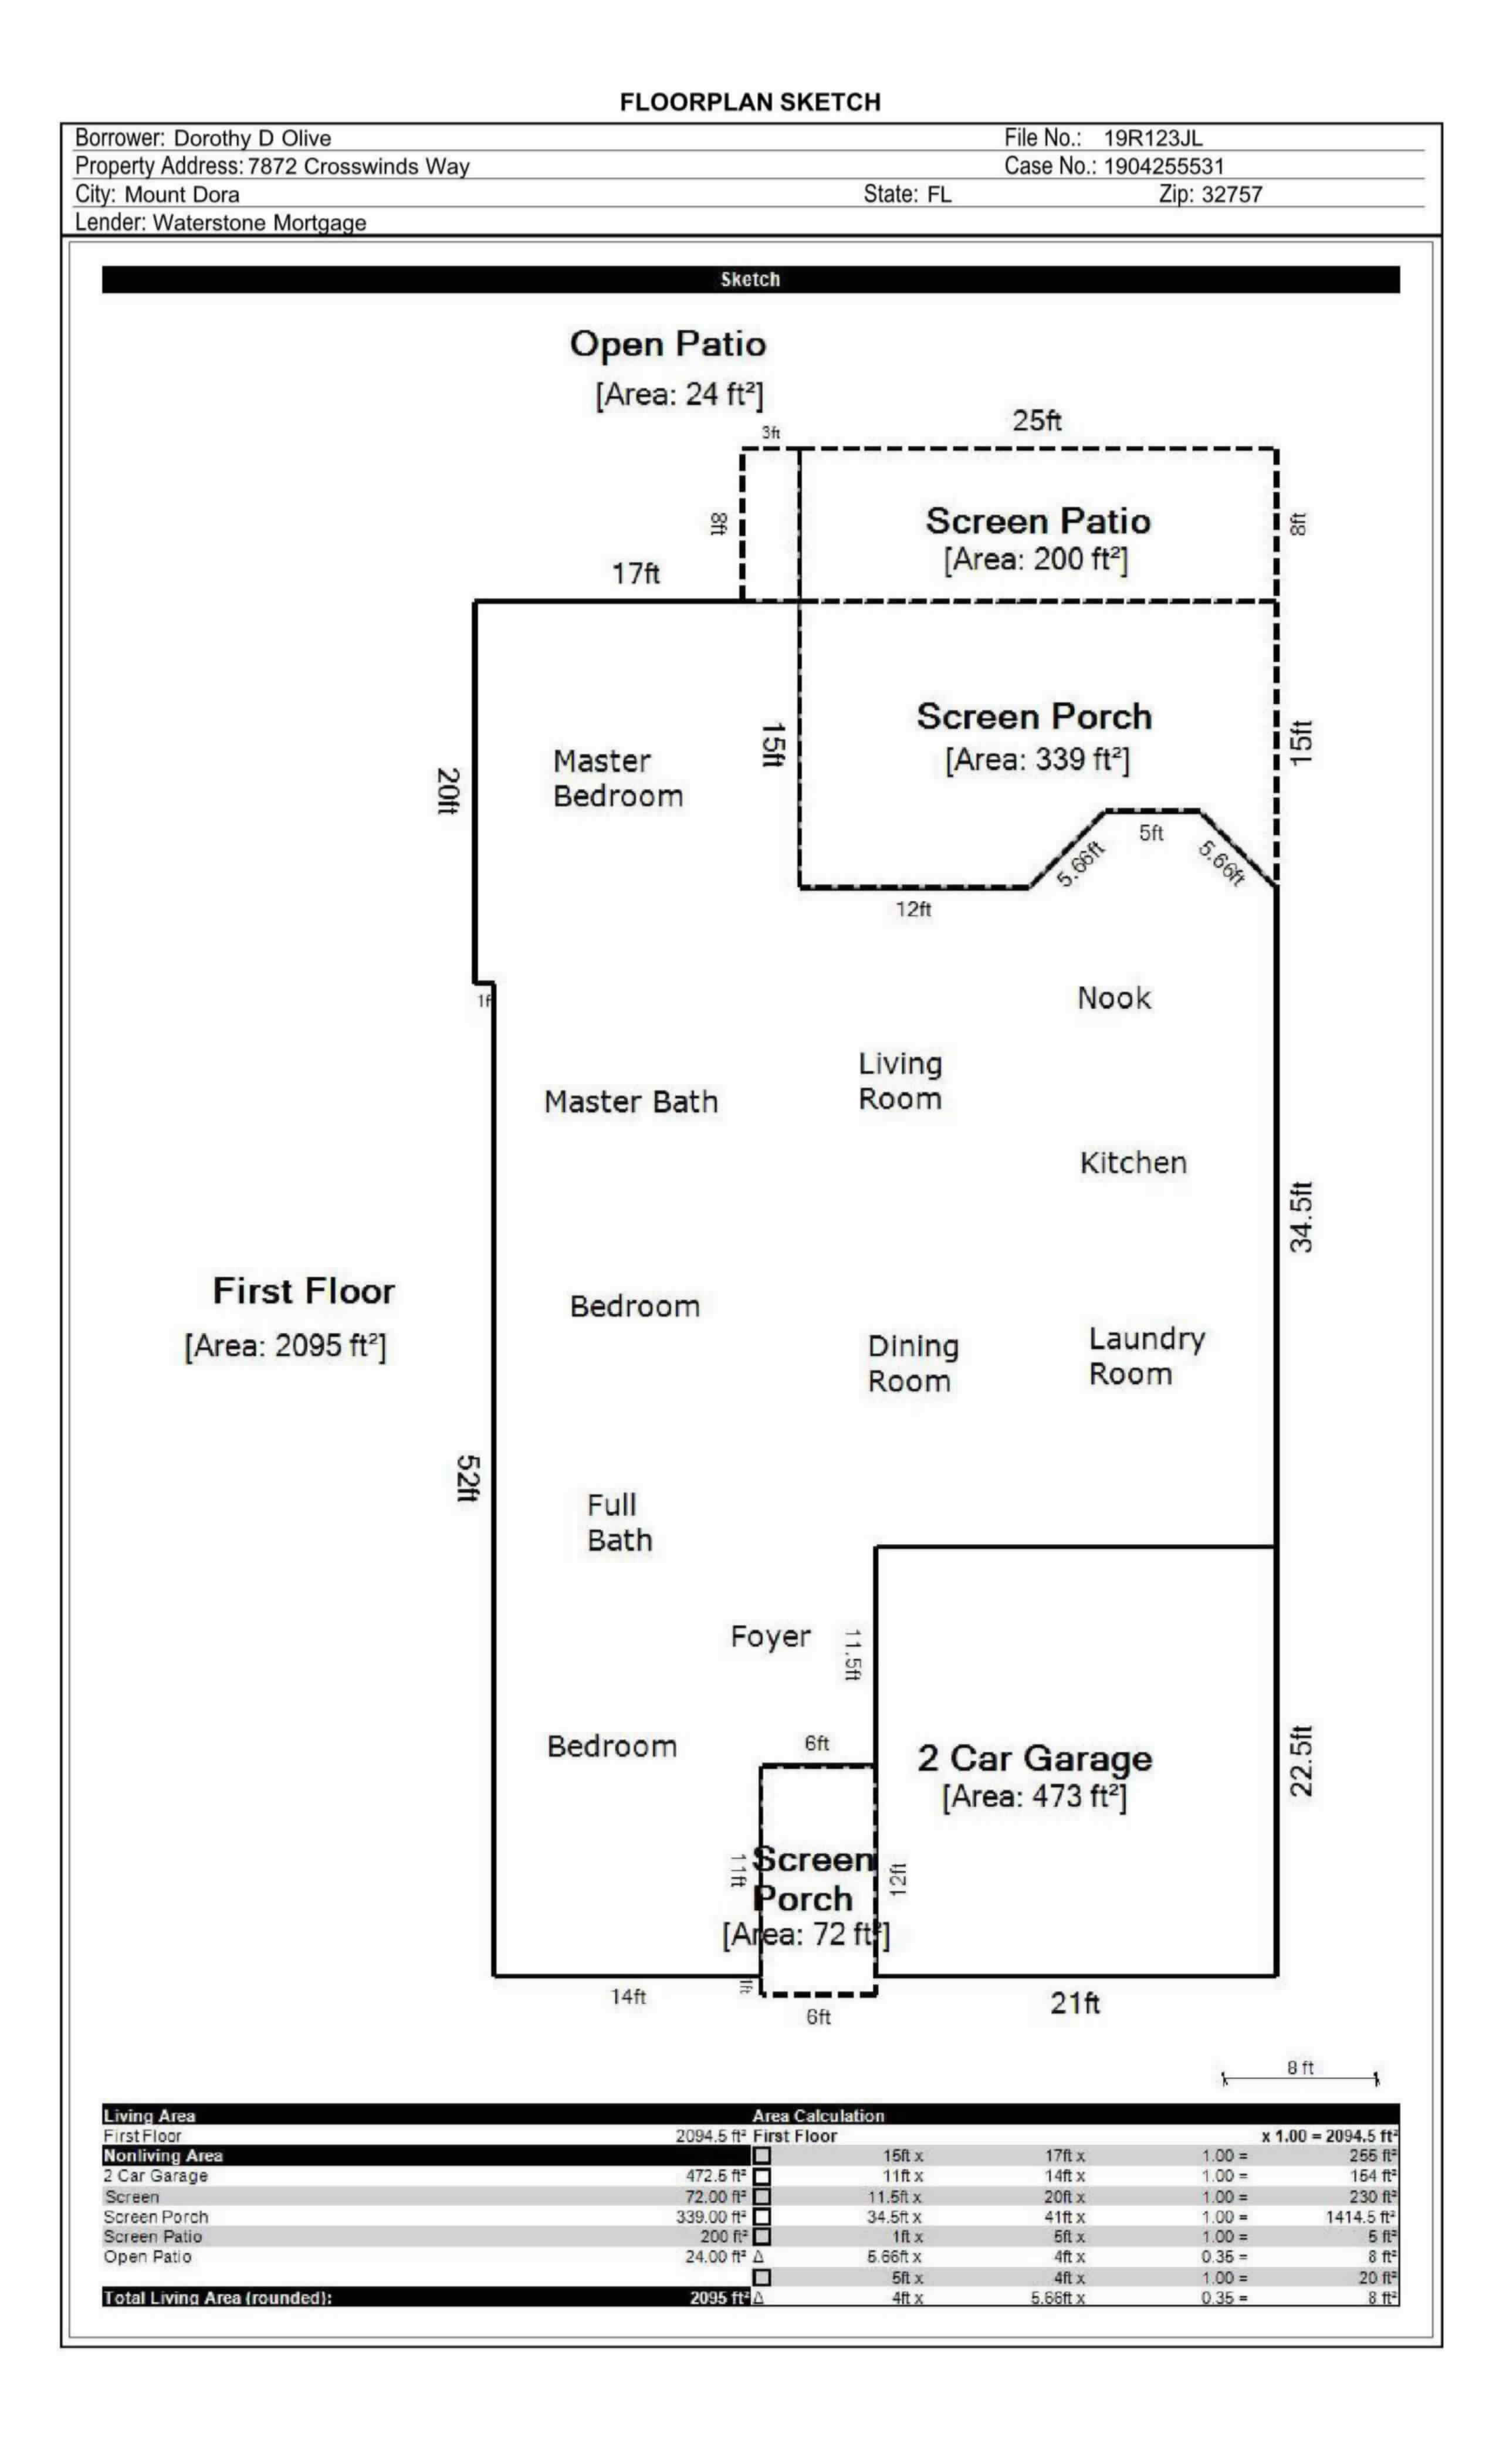 FLOORPLAN SKETCH
Borrower: Dorothy D Olive File No.: 19R123JL
Property Address: 7872 Crosswinds Way Case No.: 1904255531
City: Mount Dora State: FL Zip: 32757
Lender: Waterstone Mortgage
Sketch
Open Patio
[Area: 24 ft²]
3ft
25ft
8ft
Screen Patio
[Area: 200 ft²]
8ft
17ft
Screen Porch
[Area: 339 ft²]
15ft
15ft
20ft
Master
Bedroom
5ft
5.66ft
5.66ft
12ft
1f
Nook
Living
Room
Master Bath
Kitchen
34.5ft
First Floor
[Area: 2095 ft²]
Bedroom
Dining
Room
Laundry
Room
52ft
Full
Bath
Foyer
11.5ft
Bedroom
6ft
2 Car Garage
[Area: 473 ft²]
22.5ft
11ft
Screen
Porch
[Area: 72 ft²]
12ft
14ft
1ft
6ft
21ft
8 ft
Living Area Area Calculation
First Floor 2094.5 ft² First Floor x 1.00 = 2094.5 ft²
Nonliving Area 15ft x 17ft x 1.00 = 255 ft²
2 Car Garage 472.5 ft² 11ft x 14ft x 1.00 = 154 ft²
Screen 72.00 ft² 11.5ft x 20ft x 1.00 = 230 ft²
Screen Porch 339.00 ft² 34.5ft x 41ft x 1.00 = 1414.5 ft²
Screen Patio 200 ft² 1ft x 5ft x 1.00 = 5 ft²
Open Patio 24.00 ft² Δ 5.66ft x 4ft x 0.35 = 8 ft²
5ft x 4ft x 1.00 = 20 ft²
Total Living Area (rounded): 2095 ft² Δ 4ft x 5.66ft x 0.35 = 8 ft²